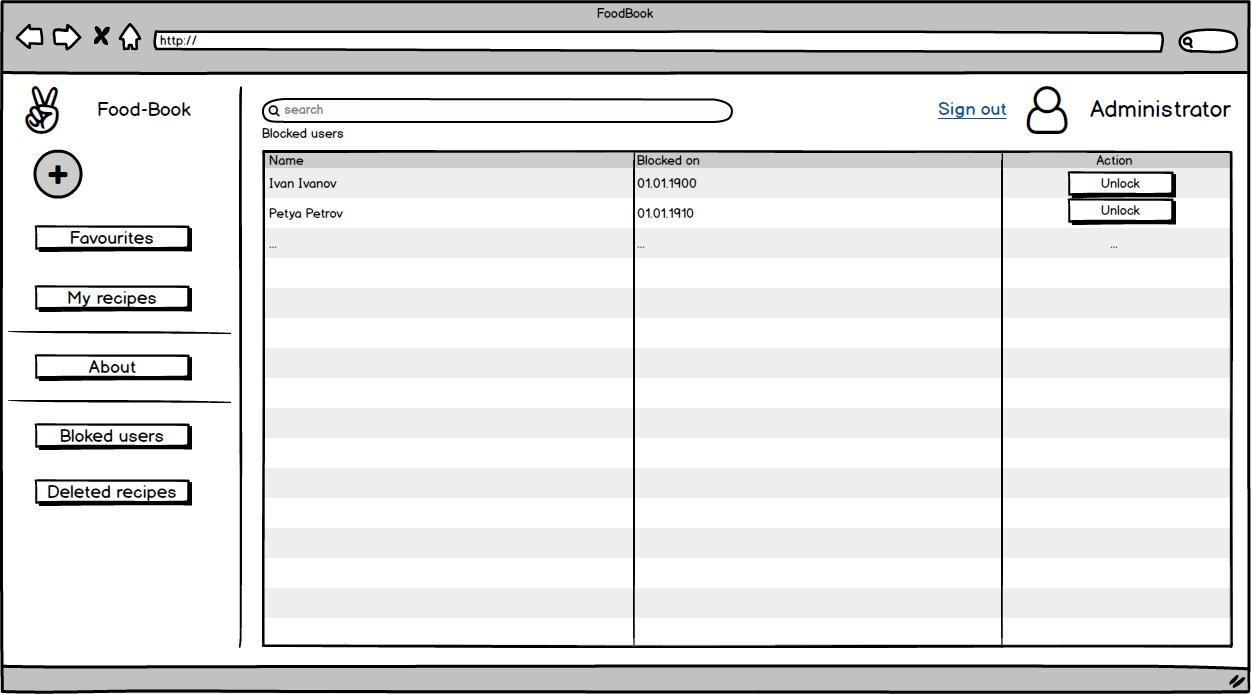 FoodBook
http://
Food-Book
search
Sign out
Administrator
Blocked users
Name Blocked on Action
Ivan Ivanov 01.01.1900 Unlock
Petya Petrov 01.01.1910 Unlock
... ... ...
Favourites
My recipes
About
Bloked users
Deleted recipes